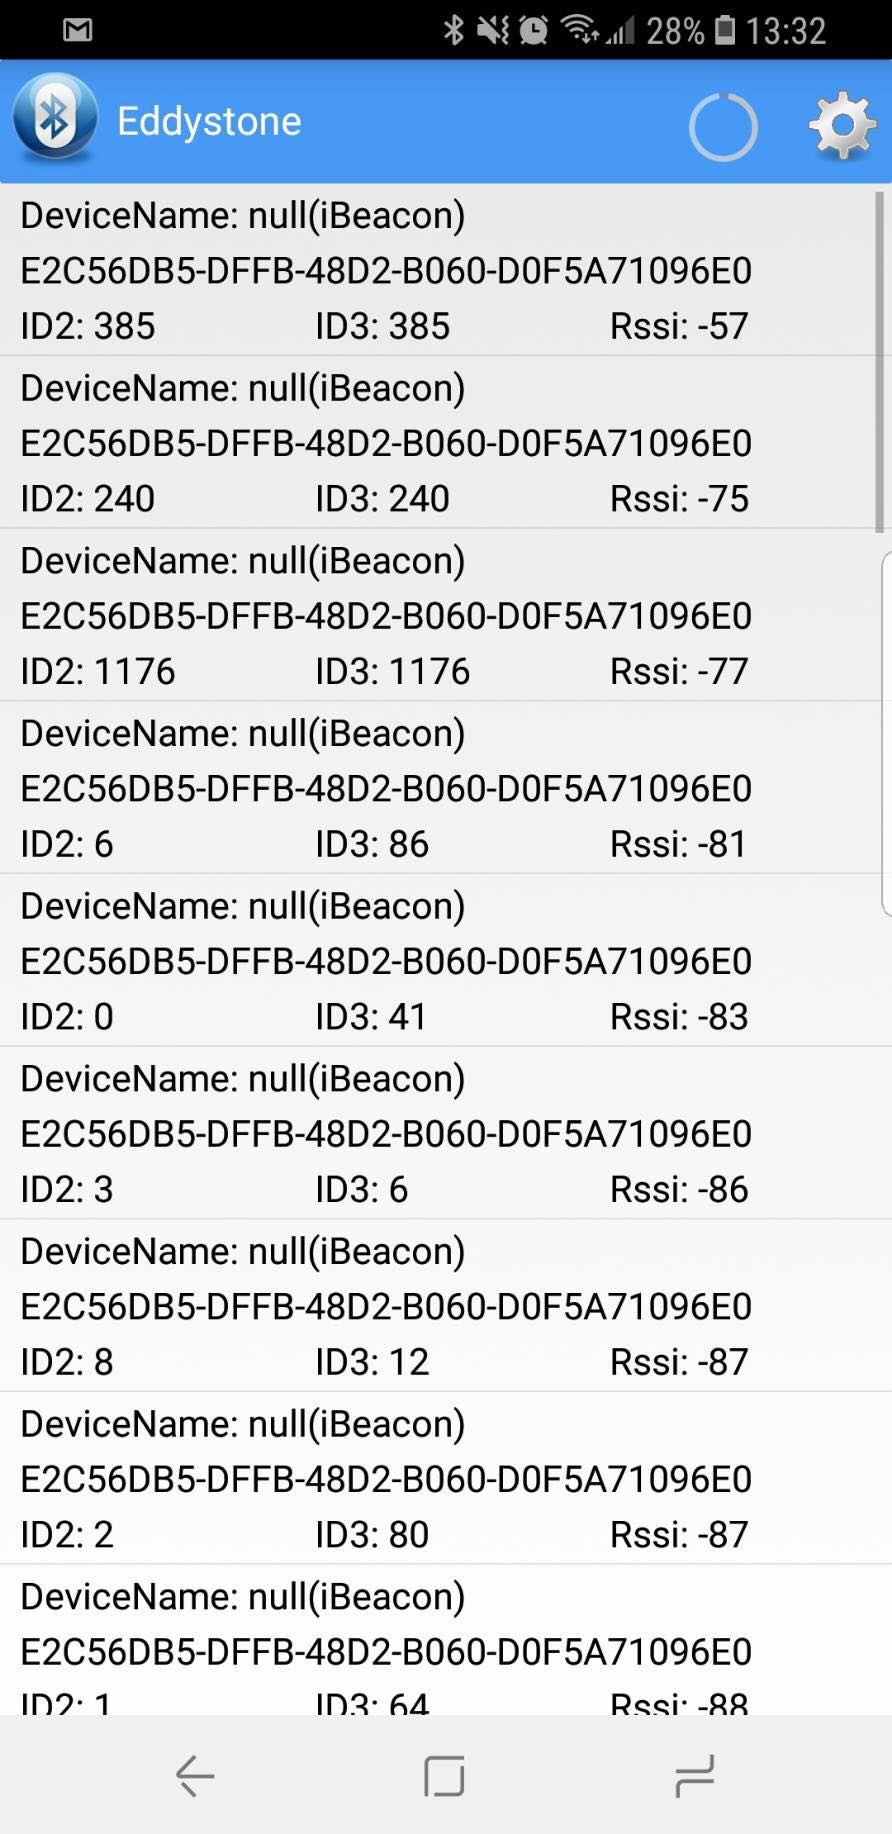 28% 13:32
Eddystone
DeviceName: null(iBeacon)
E2C56DB5-DFFB-48D2-B060-D0F5A71096E0
ID2: 385 ID3: 385 Rssi: -57
DeviceName: null(iBeacon)
E2C56DB5-DFFB-48D2-B060-D0F5A71096E0
ID2: 240 ID3: 240 Rssi: -75
DeviceName: null(iBeacon)
E2C56DB5-DFFB-48D2-B060-D0F5A71096E0
ID2: 1176 ID3: 1176 Rssi: -77
DeviceName: null(iBeacon)
E2C56DB5-DFFB-48D2-B060-D0F5A71096E0
ID2: 6 ID3: 86 Rssi: -81
DeviceName: null(iBeacon)
E2C56DB5-DFFB-48D2-B060-D0F5A71096E0
ID2: 0 ID3: 41 Rssi: -83
DeviceName: null(iBeacon)
E2C56DB5-DFFB-48D2-B060-D0F5A71096E0
ID2: 3 ID3: 6 Rssi: -86
DeviceName: null(iBeacon)
E2C56DB5-DFFB-48D2-B060-D0F5A71096E0
ID2: 8 ID3: 12 Rssi: -87
DeviceName: null(iBeacon)
E2C56DB5-DFFB-48D2-B060-D0F5A71096E0
ID2: 2 ID3: 80 Rssi: -87
DeviceName: null(iBeacon)
E2C56DB5-DFFB-48D2-B060-D0F5A71096E0
ID2: 1 ID3: 64 Rssi: -88